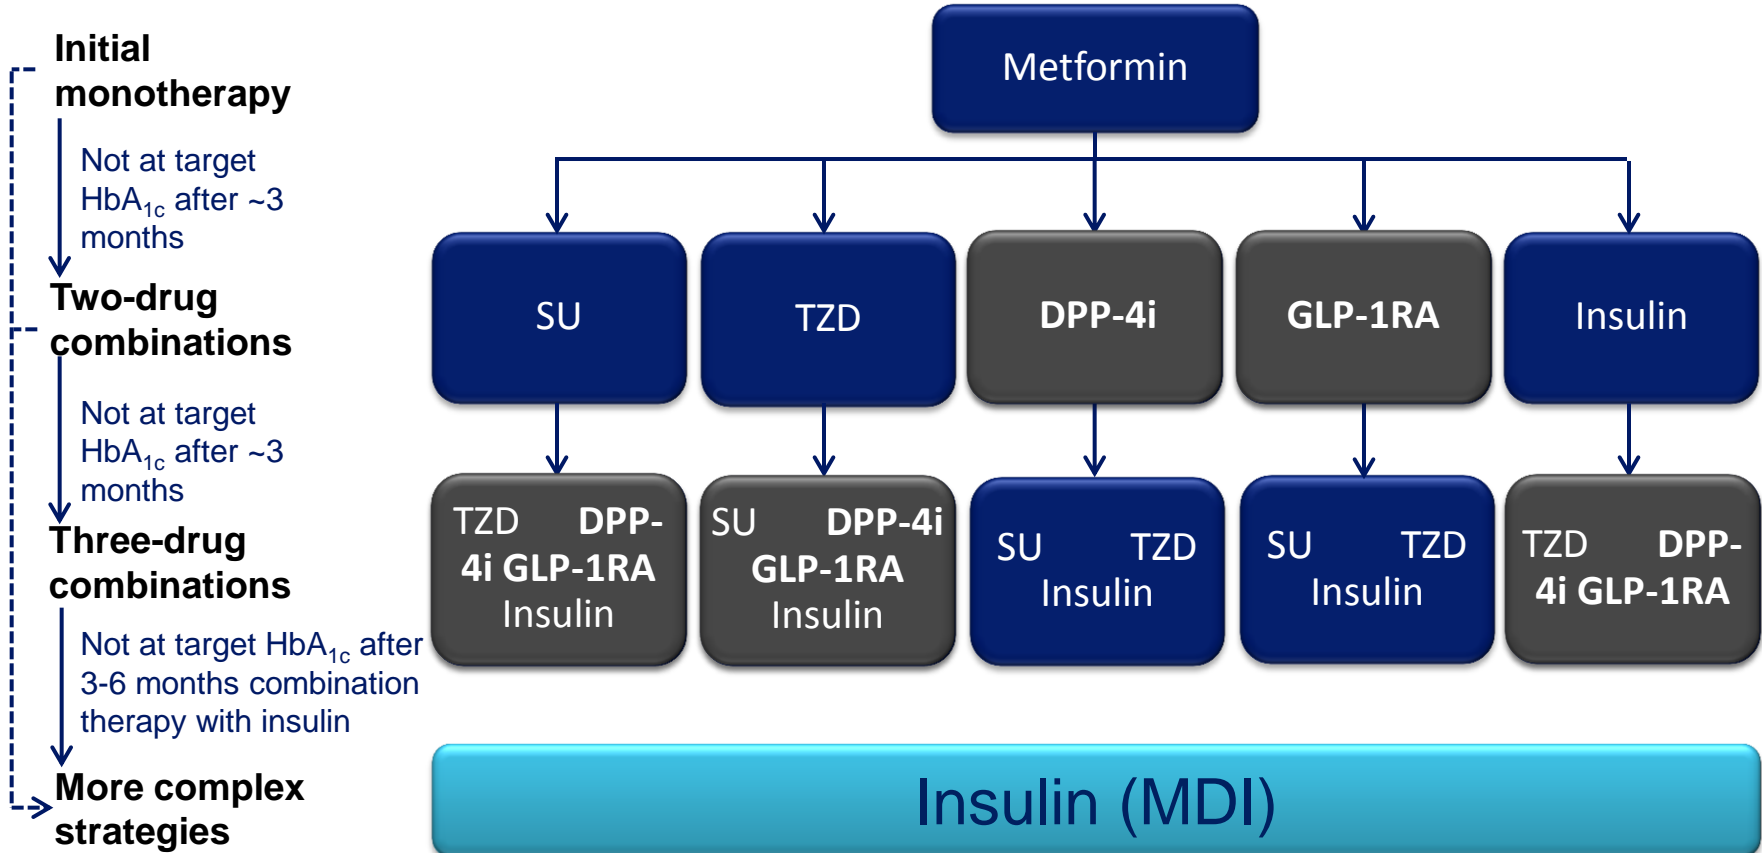 Initial
monotherapy
Not at target
HbA1c after ~3
months
Two-drug
combinations
Not at target
HbA1c after ~3
months
Three-drug
combinations
Not at target HbA1c after
3-6 months combination
therapy with insulin
More complex
strategies
Metformin
SU
TZD
DPP-4i
GLP-1RA
Insulin
TZD DPP-
4i GLP-1RA
Insulin
SU DPP-4i
GLP-1RA
Insulin
SU TZD
Insulin
SU TZD
Insulin
TZD DPP-
4i GLP-1RA
Insulin (MDI)